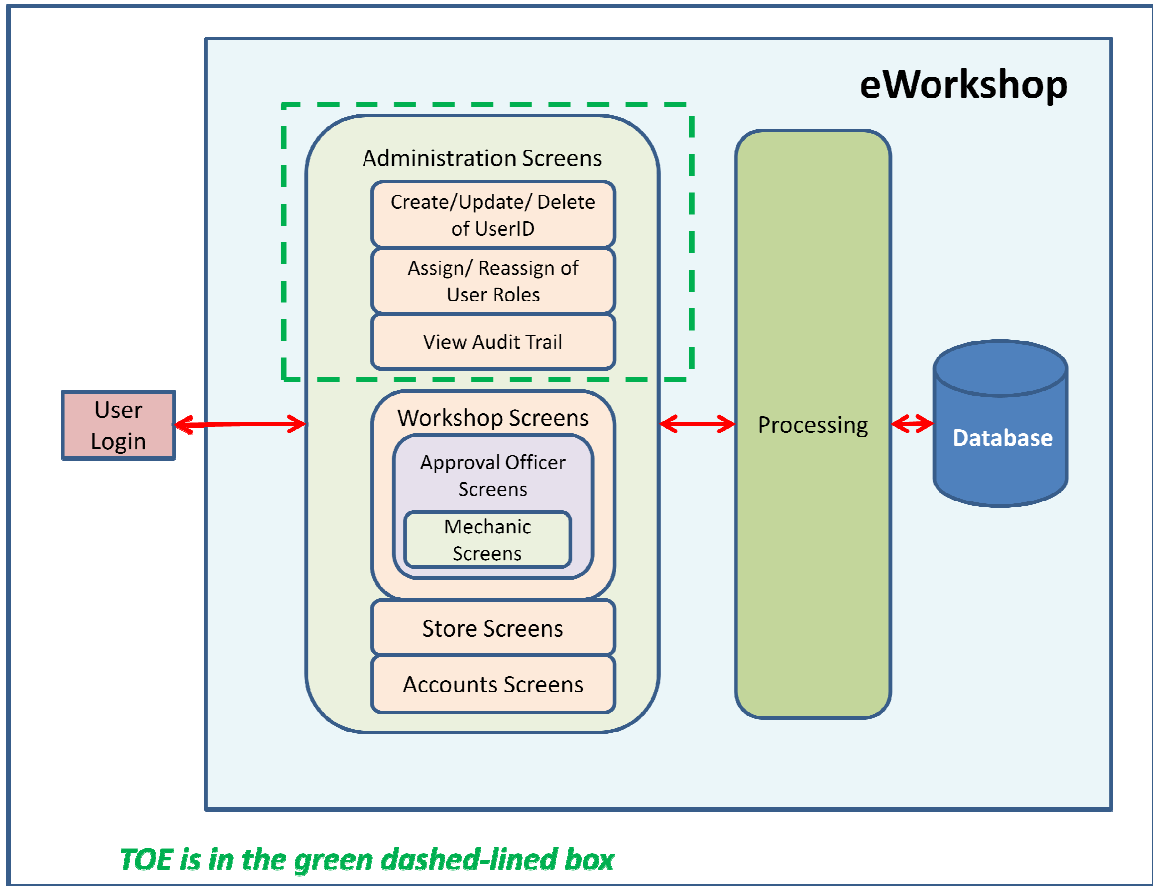 eWorkshop
Administration Screens
Create/Update/ Delete
of UserID
Assign/ Reassign of
User Roles
View Audit Trail
User
Login
Workshop Screens
Approval Officer
Screens
Mechanic
Screens
Store Screens
Accounts Screens
Processing
Database
TOE is in the green dashed-lined box